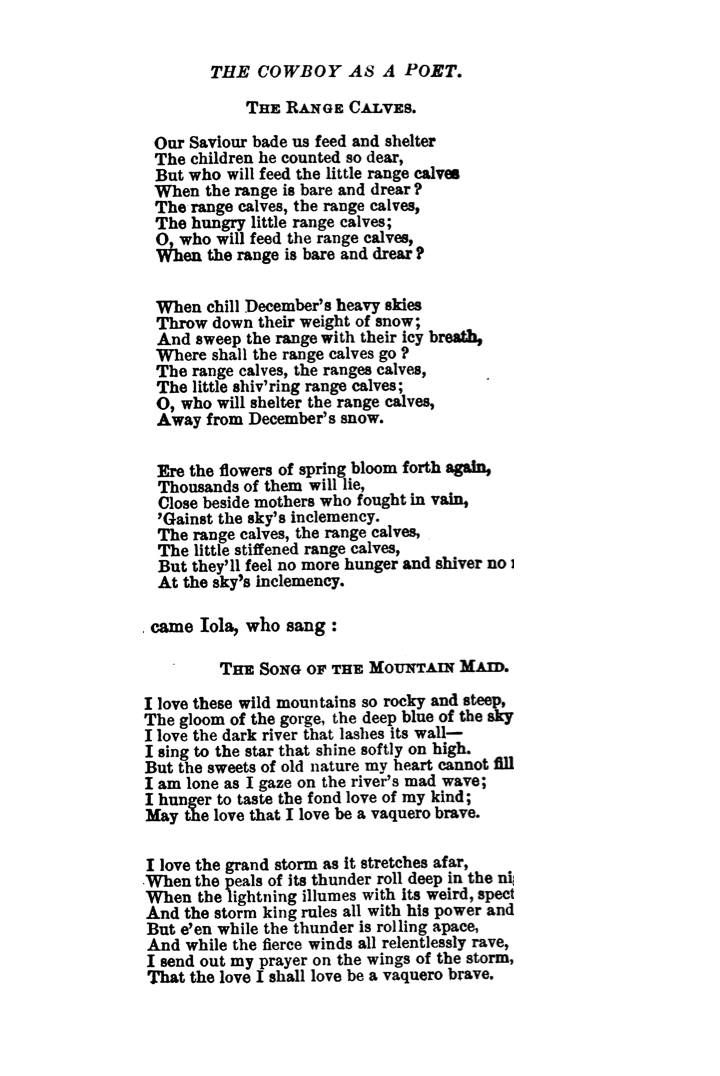 THE COWBOY AS A POET.
THE RANGE CALVES.
Our Saviour bade us feed and shelter
The children he counted so dear,
But who will feed the little range calves
When the range is bare and drear?
The range calves, the range calves,
The hungry little range calves;
O, who will feed the range calves,
When the range is bare and drear?
When chill December's heavy skies
Throw down their weight of snow;
And sweep the range with their icy breath,
Where shall the range calves go?
The range calves, the ranges calves,
The little shiv'ring range calves;
O, who will shelter the range calves,
Away from December's snow.
Ere the flowers of spring bloom forth again,
Thousands of them will lie,
Close beside mothers who fought in vain,
'Gainst the sky's inclemency.
The range calves, the range calves,
The little stiffened range calves,
But they'll feel no more hunger and shiver no
At the sky's inclemency.
came Iola, who sang:
THE SONG OF THE MOUNTAIN MAID.
I love these wild mountains so rocky and steep,
The gloom of the gorge, the deep blue of the sky
I love the dark river that lashes its wall—
I sing to the star that shine softly on high.
But the sweets of old nature my heart cannot fill
I am lone as I gaze on the river's mad wave;
I hunger to taste the fond love of my kind;
May the love that I love be a vaquero brave.
I love the grand storm as it stretches afar,
When the peals of its thunder roll deep in the
When the lightning illumes with its weird,
And the storm king rules all with his power and
But e'en while the thunder is rolling apace,
And while the fierce winds all relentlessly rave,
I send out my prayer on the wings of the storm,
That the love I shall love be a vaquero brave.